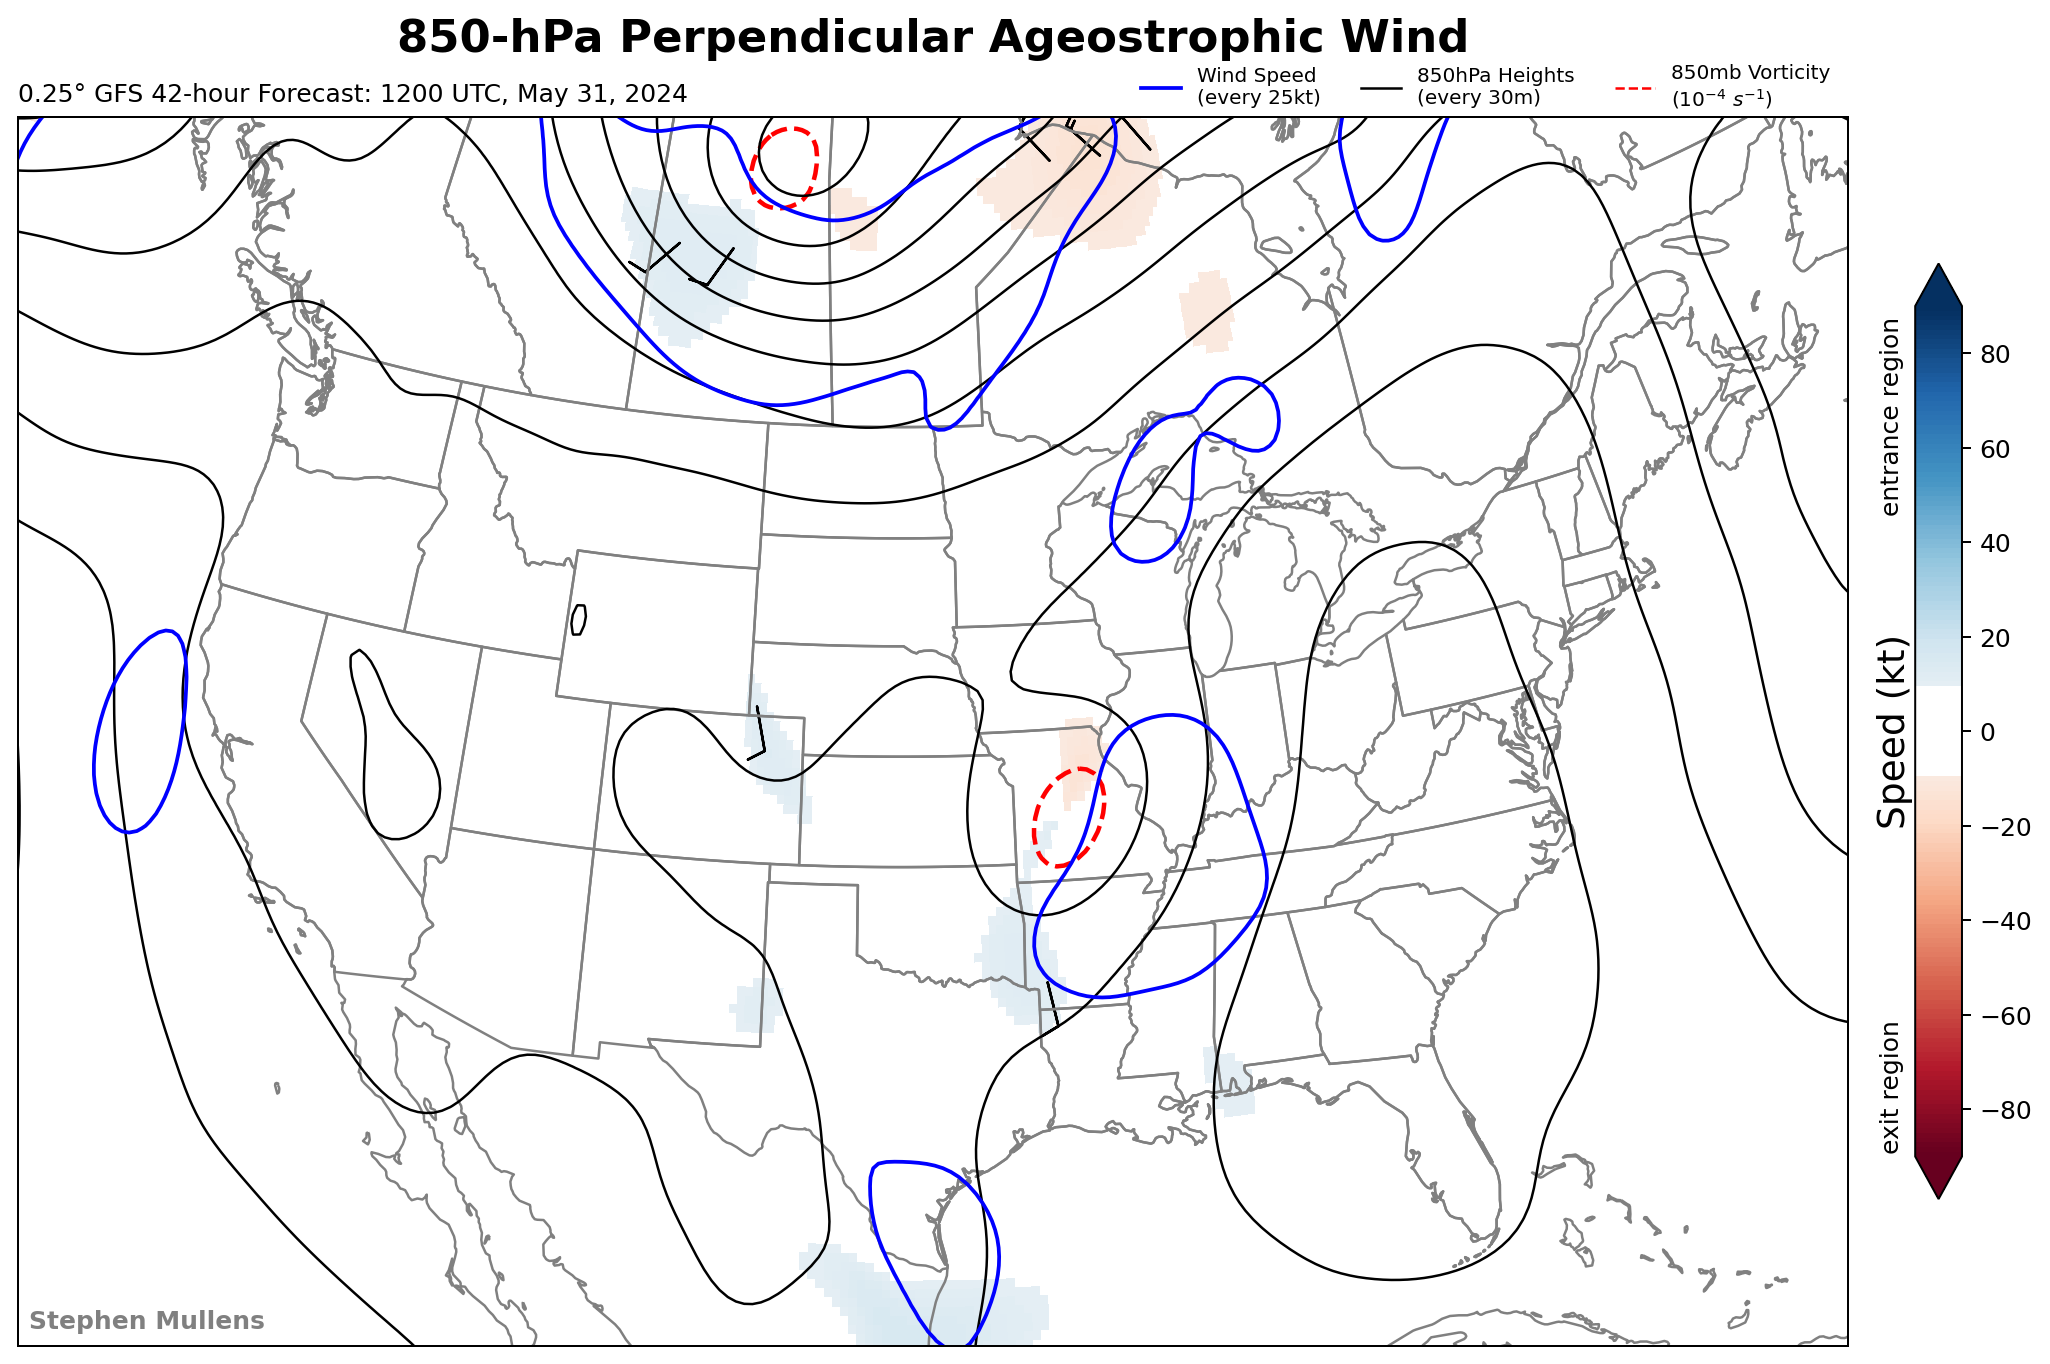 850-hPa Perpendicular Ageostrophic Wind
0.25° GFS 42-hour Forecast: 1200 UTC, May 31, 2024
Wind Speed
(every 25kt)
850hPa Heights
(every 30m)
850mb Vorticity
(10⁻⁴ s⁻¹)
entrance region
Speed (kt)
exit region
80
60
40
20
0
−20
−40
−60
−80
Stephen Mullens